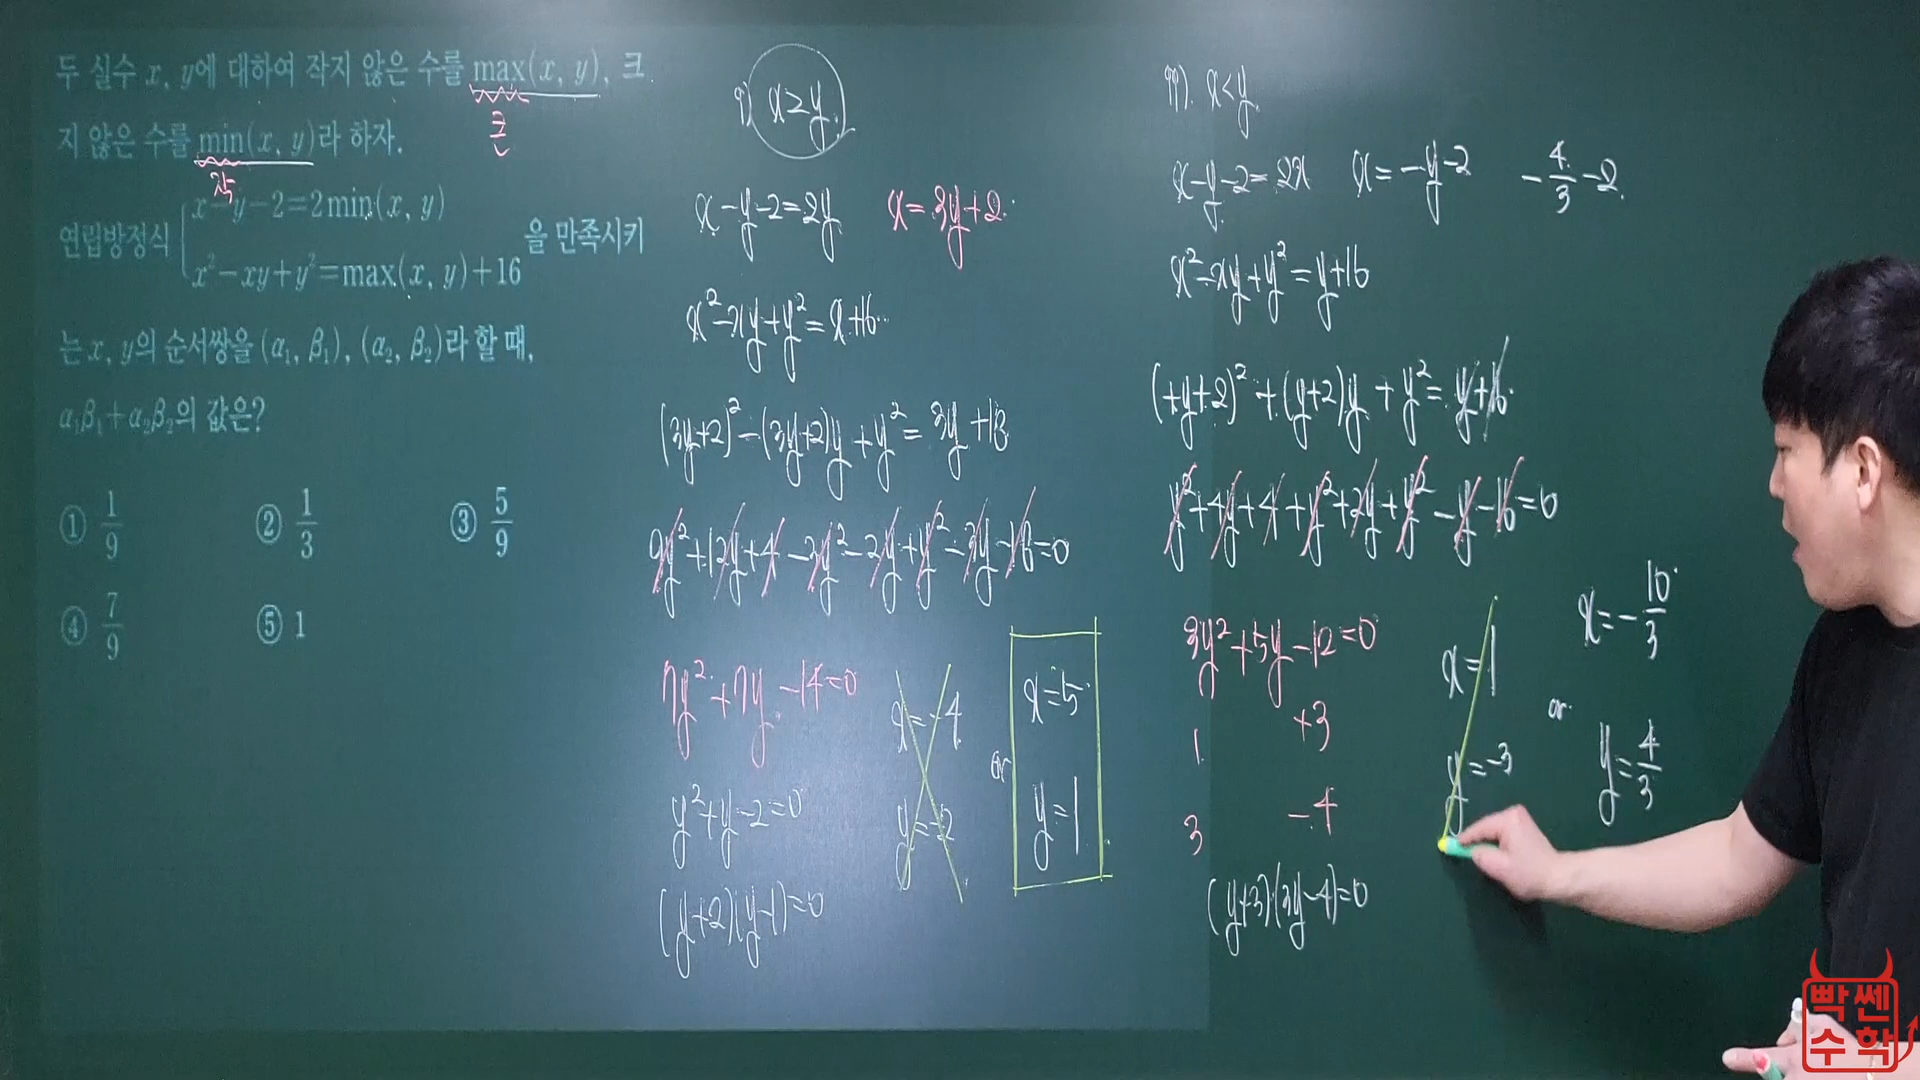 두 실수 x, y에 대하여 작지 않은 수를 max(x, y), 크
큰
지 않은 수를 min(x, y)라 하자.
작
연립방정식 { x-y-2=2min(x, y)
x²-xy+y²=max(x, y)+16 을 만족시키
는 x, y의 순서쌍을 (α₁, β₁), (α₂, β₂)라 할 때,
α₁β₁+α₂β₂의 값은?
① 1/9 ② 1/3 ③ 5/9
④ 7/9 ⑤ 1
i) x≥y.
x-y-2=2y x=3y+2
x²-xy+y²=x+16
(3y+2)²-(3y+2)y+y²=3y+18
9y²+12y+4-3y²-2y+y²-3y-18=0
7y²+7y-14=0
y²+y-2=0
(y+2)(y-1)=0
x=-4
y=-2
or
x=5
y=1
ii). x<y.
x-y-2=2x x=-y-2 -4/3-2
x²-xy+y²=y+16
(+y+2)²+(y+2)y+y²=y+16
y²+4y+4+y²+2y+y²-y-16=0
3y²+5y-12=0
1 +3
3 -4
(y+3)(3y-4)=0
x=1
y=-3
or
x=-10/3
y=4/3
빡쎈
수학